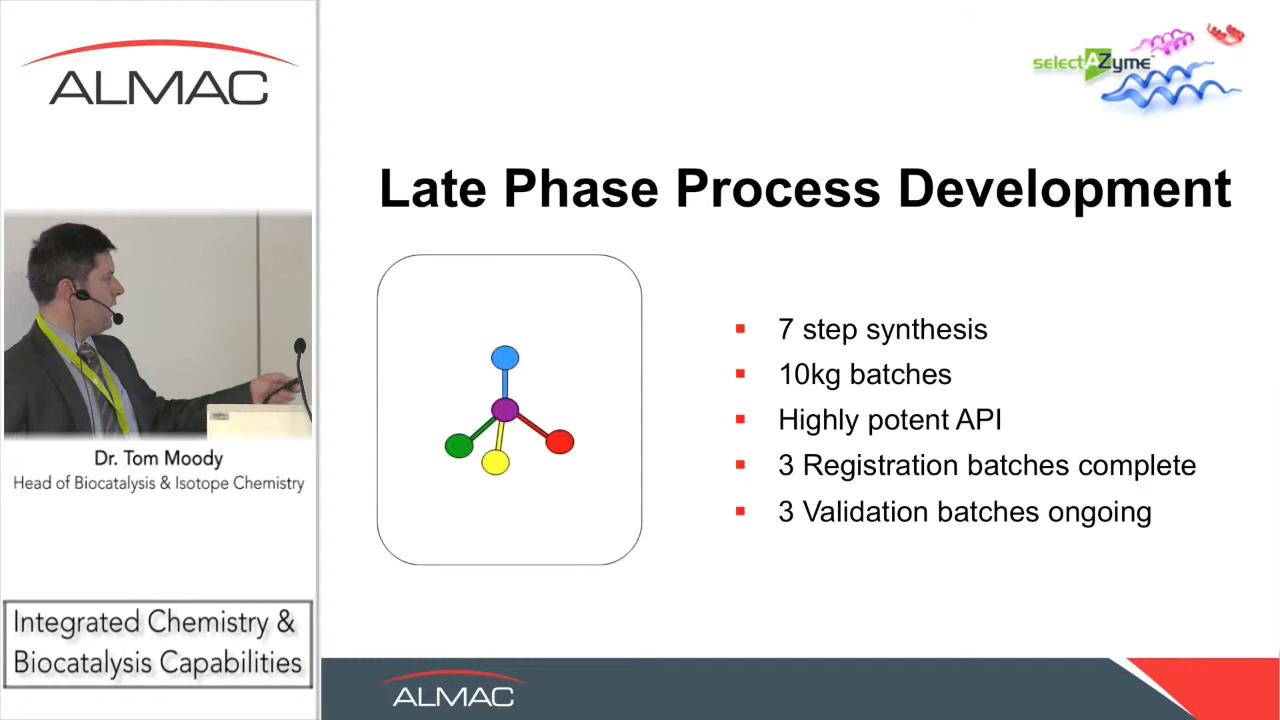 ALMAC
selectAZyme™
Late Phase Process Development
7 step synthesis
10kg batches
Highly potent API
3 Registration batches complete
3 Validation batches ongoing
Dr. Tom Moody
Head of Biocatalysis & Isotope Chemistry
Integrated Chemistry &
Biocatalysis Capabilities
ALMAC